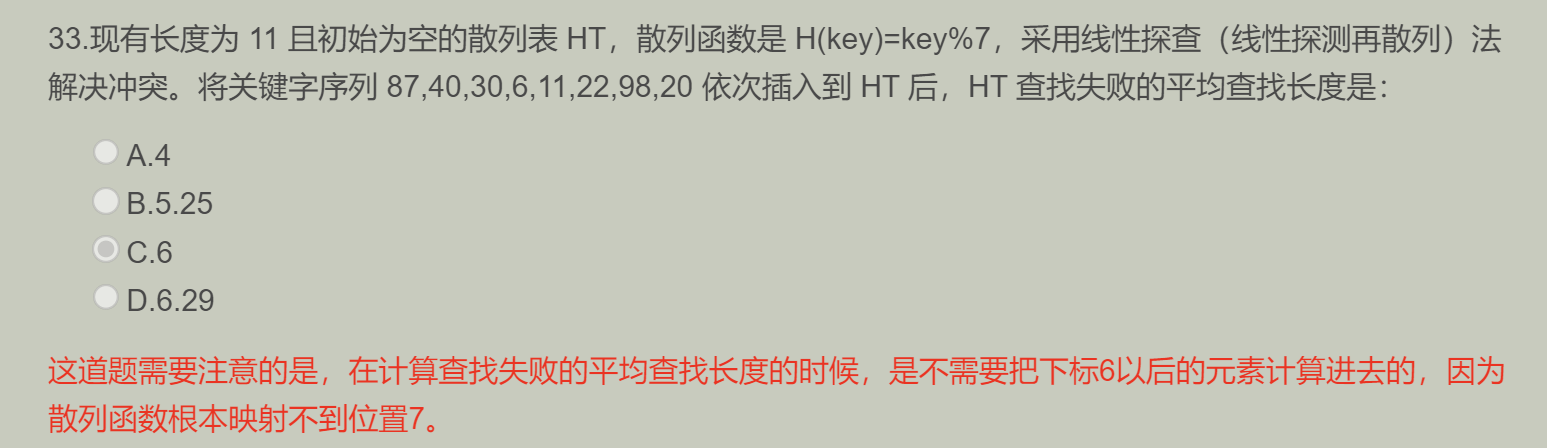 33.现有长度为 11 且初始为空的散列表 HT，散列函数是 H(key)=key%7，采用线性探查（线性探测再散列）法
解决冲突。将关键字序列 87,40,30,6,11,22,98,20 依次插入到 HT 后，HT 查找失败的平均查找长度是：
A.4
B.5.25
C.6
D.6.29
这道题需要注意的是，在计算查找失败的平均查找长度的时候，是不需要把下标6以后的元素计算进去的，因为
散列函数根本映射不到位置7。